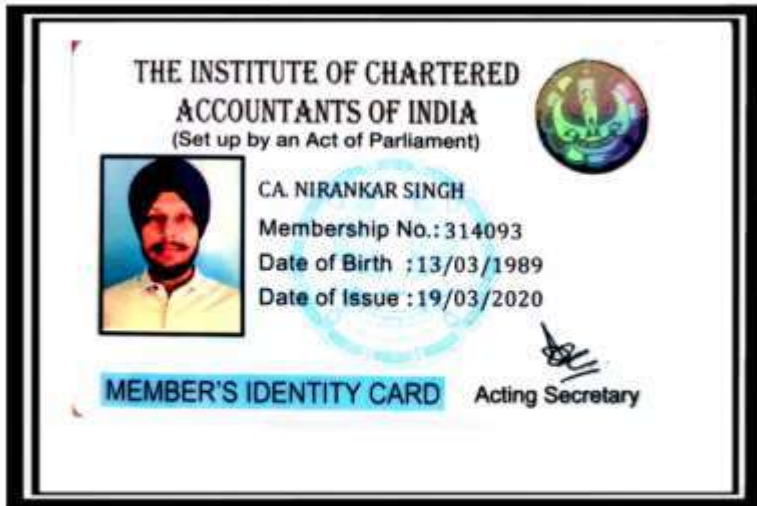 THE INSTITUTE OF CHARTERED
ACCOUNTANTS OF INDIA
(Set up by an Act of Parliament)
CA. NIRANKAR SINGH
Membership No.: 314093
Date of Birth : 13/03/1989
Date of Issue : 19/03/2020
MEMBER'S IDENTITY CARD
Acting Secretary